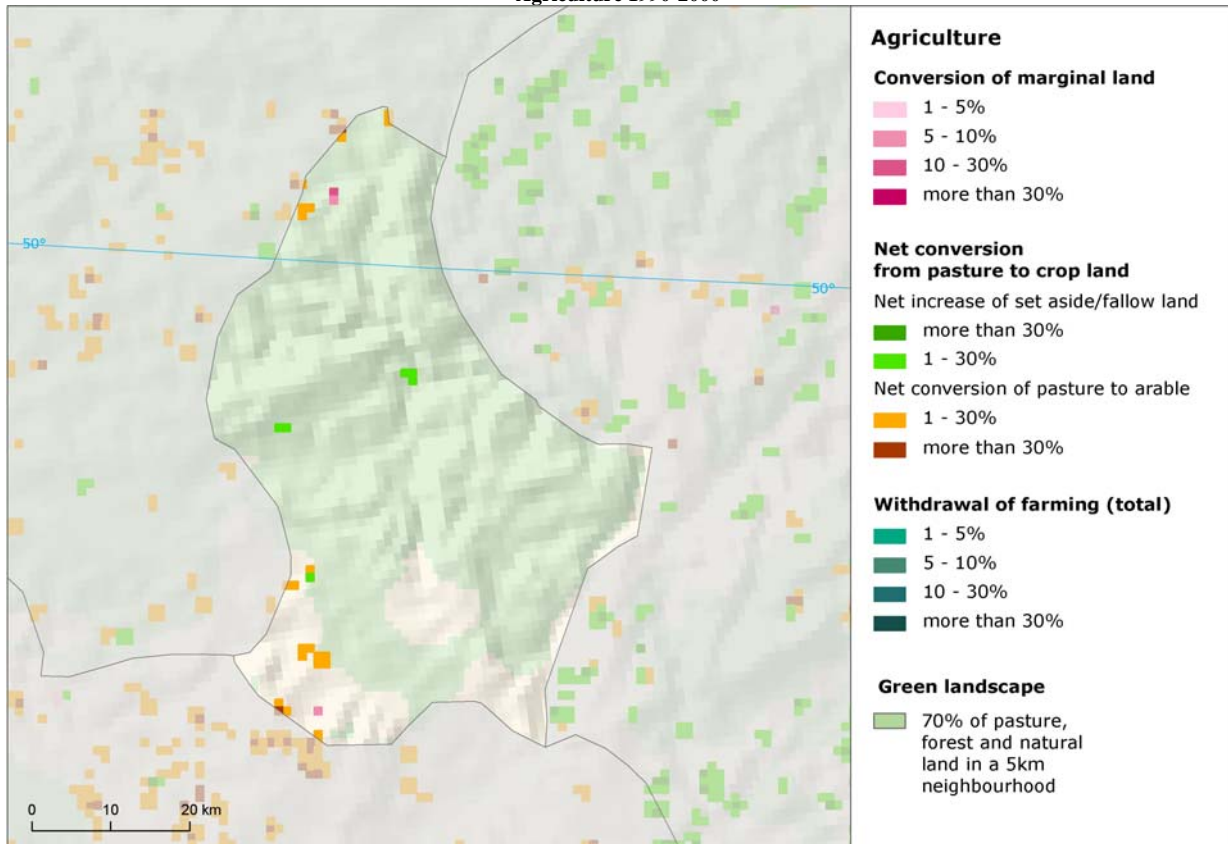 Agriculture 1990-2000
50°
50°
0 10 20 km
Agriculture
Conversion of marginal land
1 - 5%
5 - 10%
10 - 30%
more than 30%
Net conversion
from pasture to crop land
Net increase of set aside/fallow land
more than 30%
1 - 30%
Net conversion of pasture to arable
1 - 30%
more than 30%
Withdrawal of farming (total)
1 - 5%
5 - 10%
10 - 30%
more than 30%
Green landscape
70% of pasture,
forest and natural
land in a 5km
neighbourhood